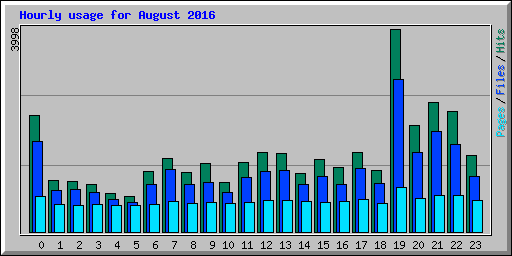 Hourly usage for August 2016
3998
Pages/Files/Hits
0 1 2 3 4 5 6 7 8 9 10 11 12 13 14 15 16 17 18 19 20 21 22 23